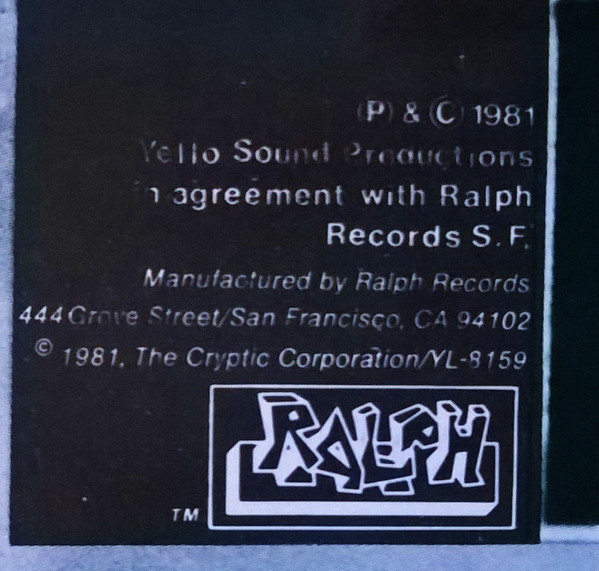 Ⓟ & Ⓒ 1981
Yello Sound Productions
in agreement with Ralph
Records S. F.
Manufactured by Ralph Records
444 Grove Street/San Francisco, CA 94102
© 1981, The Cryptic Corporation/YL-8159
RALPH
TM